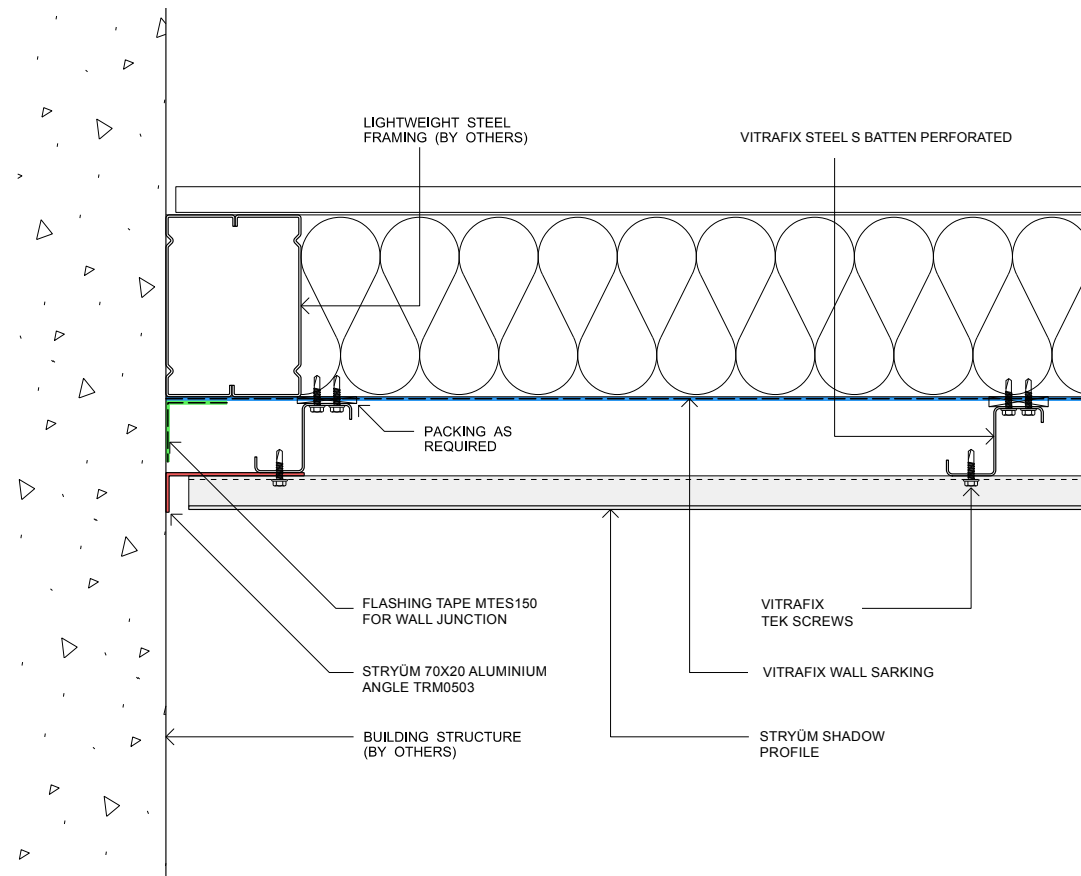 LIGHTWEIGHT STEEL
FRAMING (BY OTHERS)
VITRAFIX STEEL S BATTEN PERFORATED
PACKING AS
REQUIRED
FLASHING TAPE MTES150
FOR WALL JUNCTION
VITRAFIX
TEK SCREWS
STRYÜM 70X20 ALUMINIUM
ANGLE TRM0503
VITRAFIX WALL SARKING
BUILDING STRUCTURE
(BY OTHERS)
STRYÜM SHADOW
PROFILE